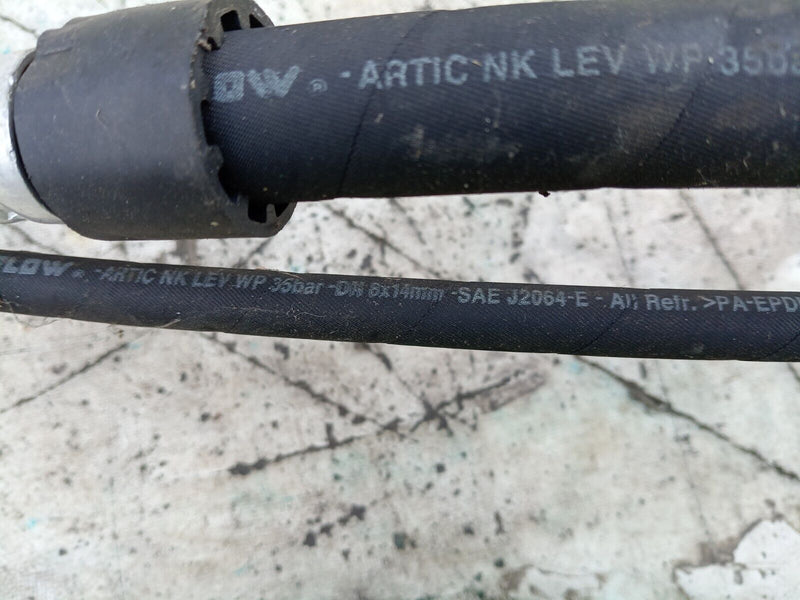 OW ® -ARTIC NK LEV WP 35ba
FLOW ® -ARTIC NK LEV WP 35bar -DN 8x14mm -SAE J2064-E - All Refr. >PA-EPD